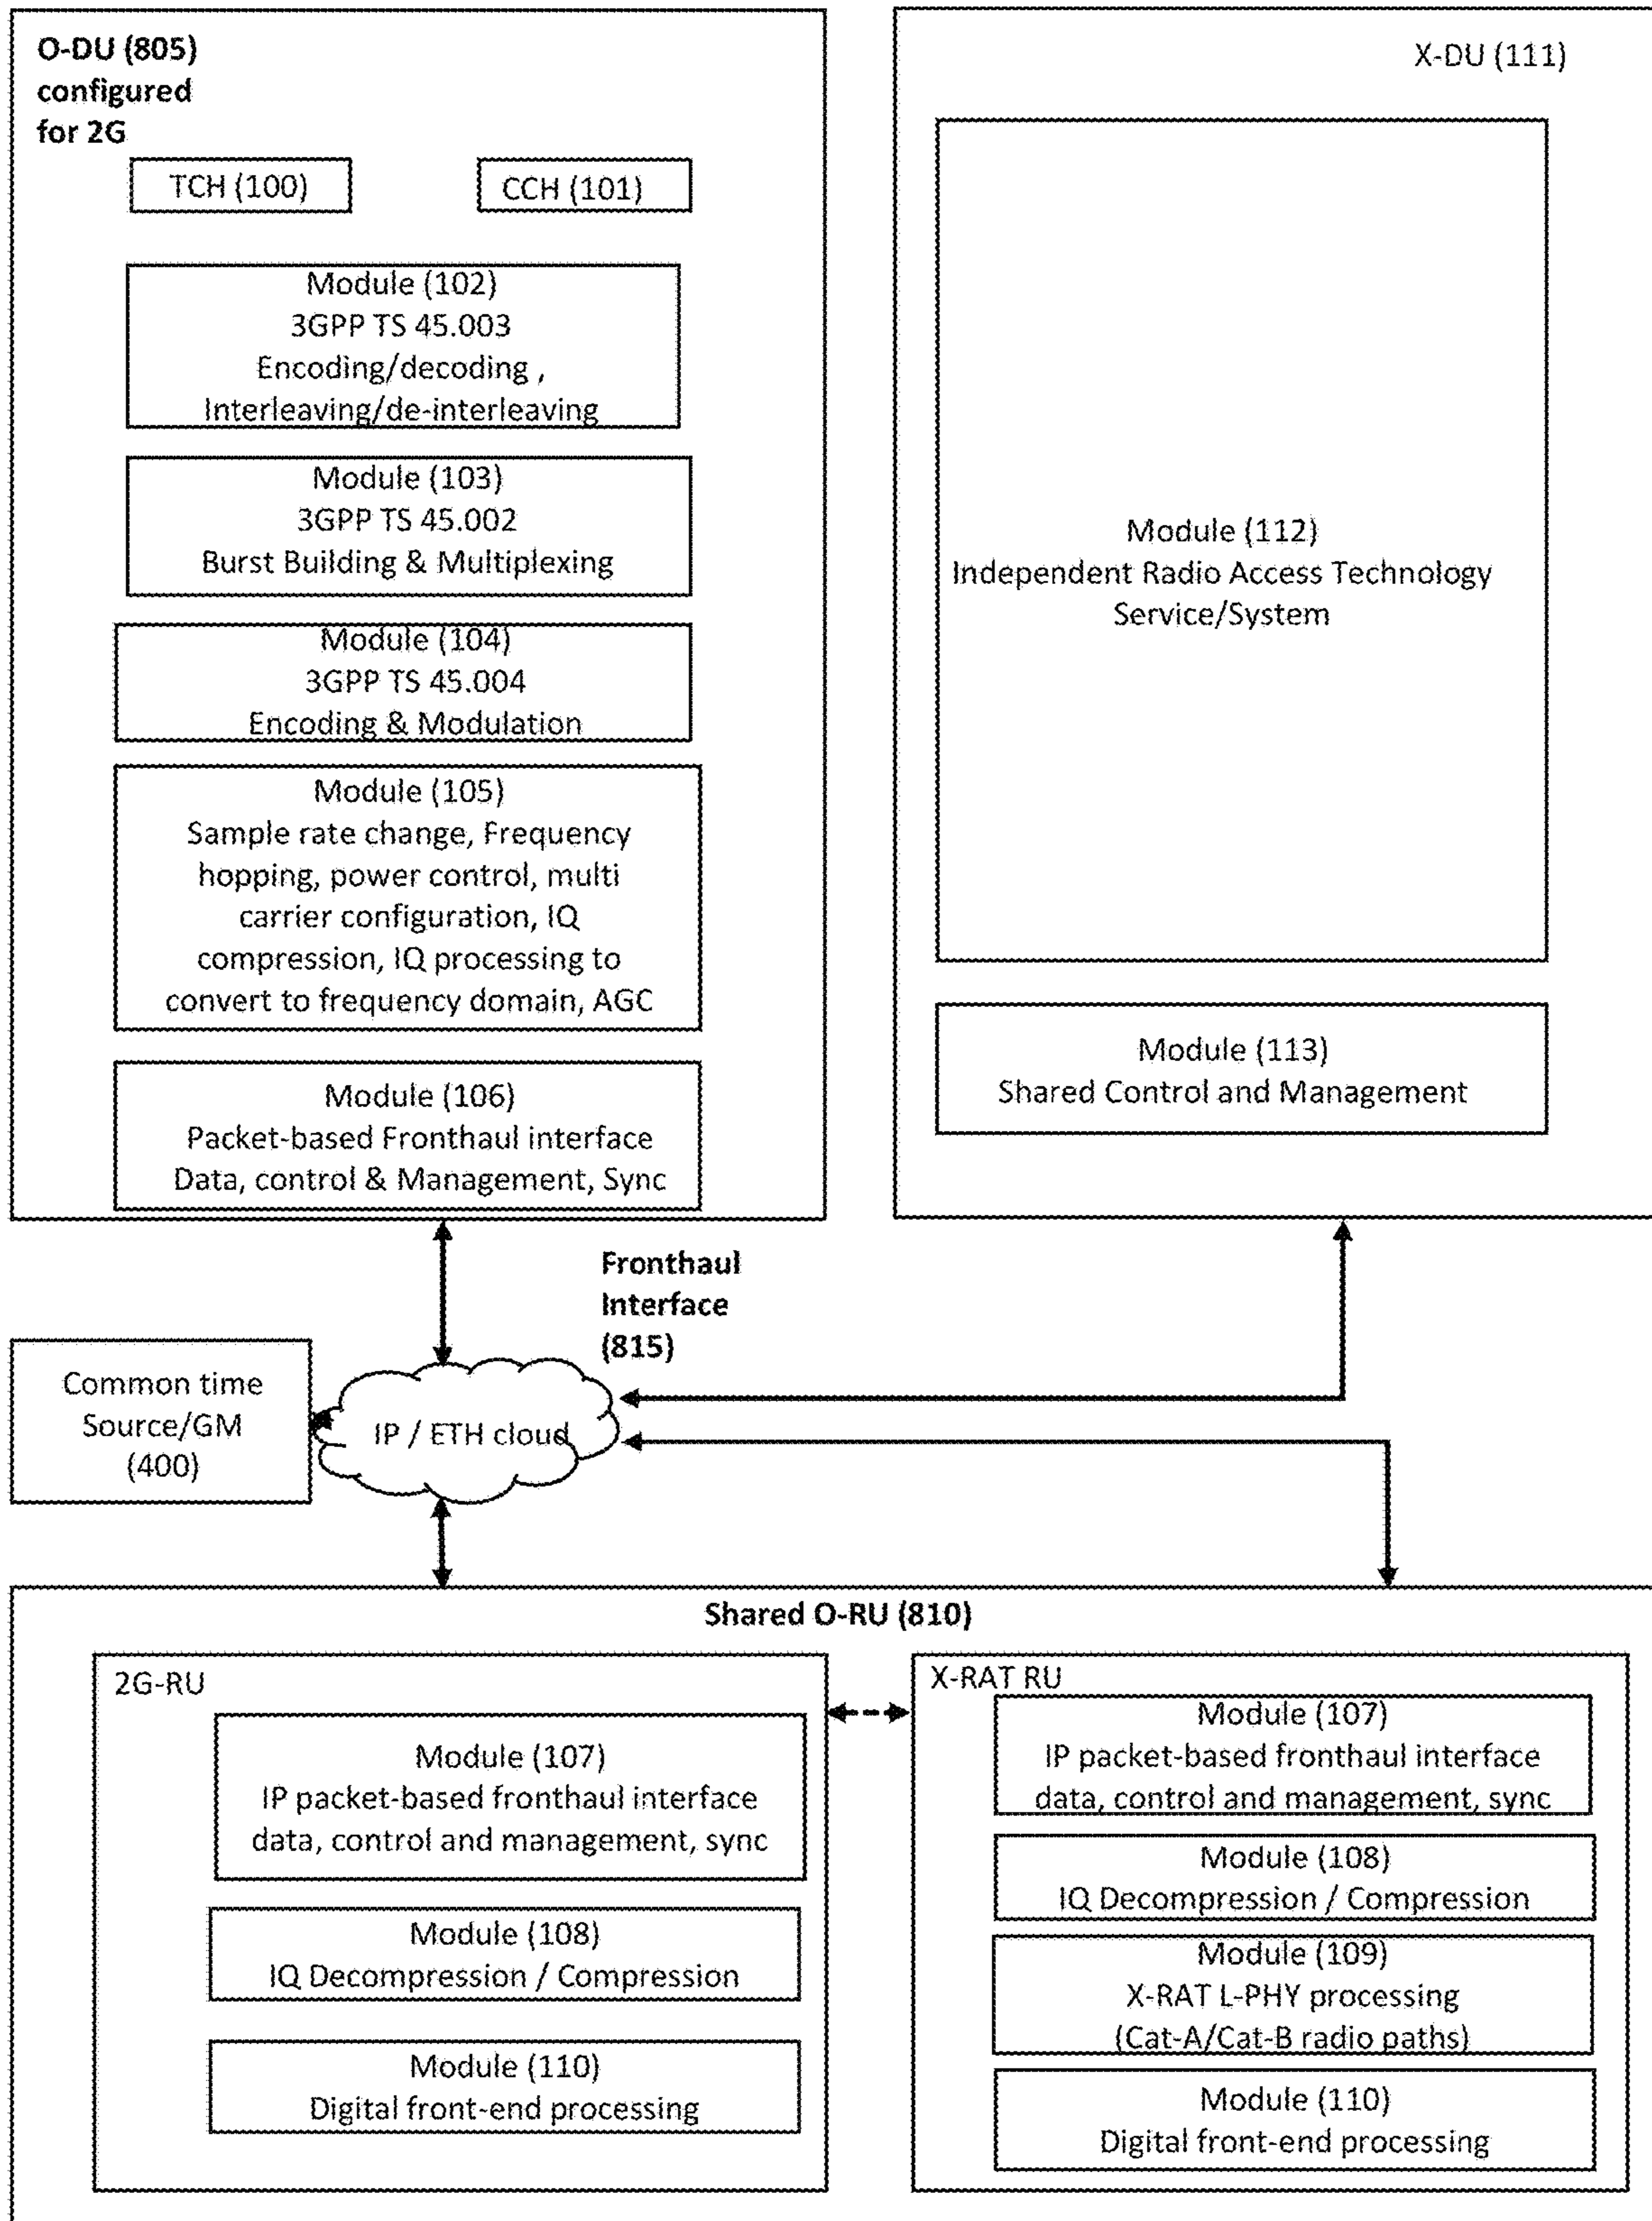 O-DU (805)
configured
for 2G
TCH (100)
CCH (101)
Module (102)
3GPP TS 45.003
Encoding/decoding ,
Interleaving/de-interleaving
Module (103)
3GPP TS 45.002
Burst Building & Multiplexing
Module (104)
3GPP TS 45.004
Encoding & Modulation
Module (105)
Sample rate change, Frequency
hopping, power control, multi
carrier configuration, IQ
compression, IQ processing to
convert to frequency domain, AGC
Module (106)
Packet-based Fronthaul interface
Data, control & Management, Sync
X-DU (111)
Module (112)
Independent Radio Access Technology
Service/System
Module (113)
Shared Control and Management
Fronthaul
Interface
(815)
Common time
Source/GM
(400)
IP / ETH cloud
Shared O-RU (810)
2G-RU
Module (107)
IP packet-based fronthaul interface
data, control and management, sync
Module (108)
IQ Decompression / Compression
Module (110)
Digital front-end processing
X-RAT RU
Module (107)
IP packet-based fronthaul interface
data, control and management, sync
Module (108)
IQ Decompression / Compression
Module (109)
X-RAT L-PHY processing
(Cat-A/Cat-B radio paths)
Module (110)
Digital front-end processing